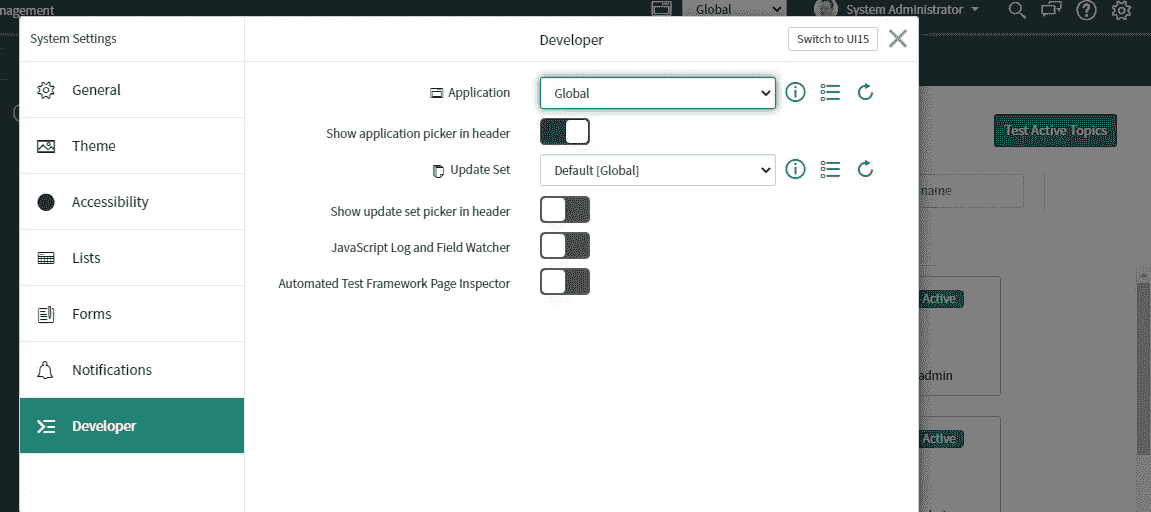 nagement
Global
System Administrator
System Settings
Developer
Switch to UI15
General
Theme
Accessibility
Lists
Forms
Notifications
Developer
Application
Global
Show application picker in header
Update Set
Default [Global]
Show update set picker in header
JavaScript Log and Field Watcher
Automated Test Framework Page Inspector
Test Active Topics
name
Active
admin
Active